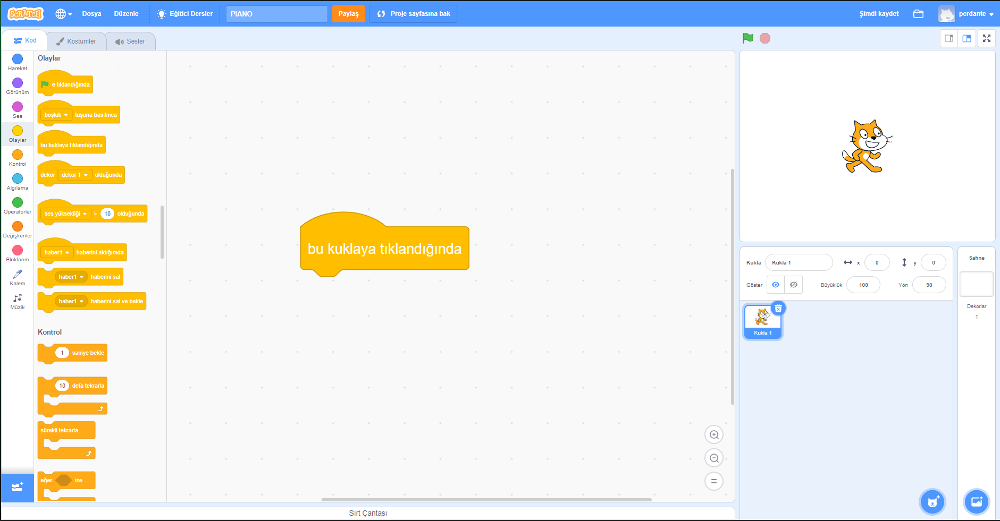 SCRATCH Dosya Düzenle Eğitici Dersler PIANO Paylaş Proje sayfasına bak Şimdi kaydet perdante
Kod Kostümler Sesler
Hareket
Görünüm
Ses
Olaylar
Kontrol
Algılama
Operatörler
Değişkenler
Bloklarım
Kalem
Müzik
Olaylar
e tıklandığında
boşluk tuşuna basılınca
bu kuklaya tıklandığında
dekor dekor 1 olduğunda
ses yüksekliği > 10 olduğunda
haber1 haberini aldığımda
haber1 haberini sal
haber1 haberini sal ve bekle
Kontrol
1 saniye bekle
10 defa tekrarla
sürekli tekrarla
eğer ise
bu kuklaya tıklandığında
Sırt Çantası
Kukla Kukla 1 x 0 y 0
Göster Büyüklük 100 Yön 90
Kukla 1
Sahne
Dekorlar
1